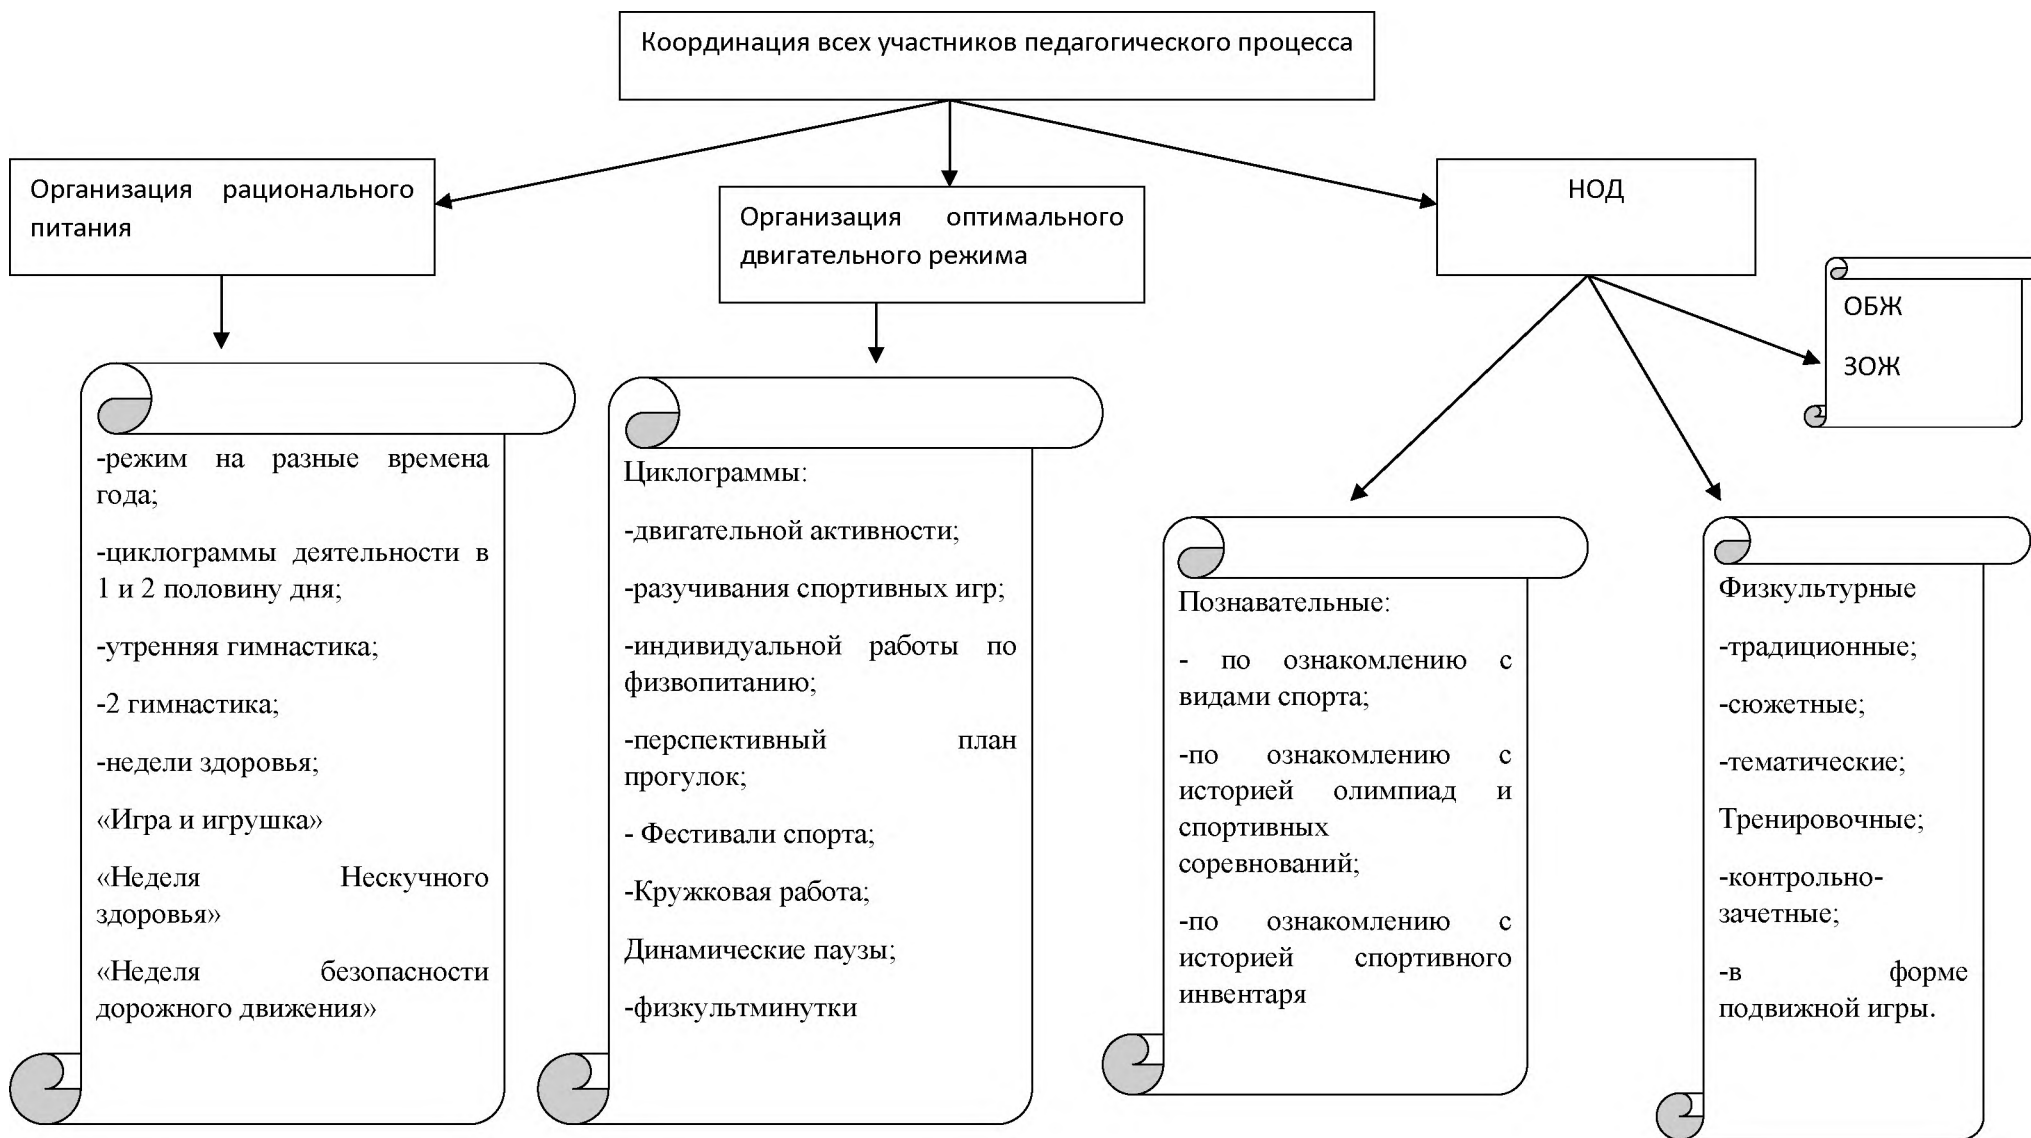 Координация всех участников педагогического процесса
Организация рационального
питания
Организация оптимального
двигательного режима
НОД
ОБЖ
ЗОЖ
-режим на разные времена
года;
-циклограммы деятельности в
1 и 2 половину дня;
-утренняя гимнастика;
-2 гимнастика;
-недели здоровья;
«Игра и игрушка»
«Неделя Нескучного
здоровья»
«Неделя безопасности
дорожного движения»
Циклограммы:
-двигательной активности;
-разучивания спортивных игр;
-индивидуальной работы по
физвопитанию;
-перспективный план
прогулок;
- Фестивали спорта;
-Кружковая работа;
Динамические паузы;
-физкультминутки
Познавательные:
- по ознакомлению с
видами спорта;
-по ознакомлению с
историей олимпиад и
спортивных
соревнований;
-по ознакомлению с
историей спортивного
инвентаря
Физкультурные
-традиционные;
-сюжетные;
-тематические;
Тренировочные;
-контрольно-
зачетные;
-в форме
подвижной игры.